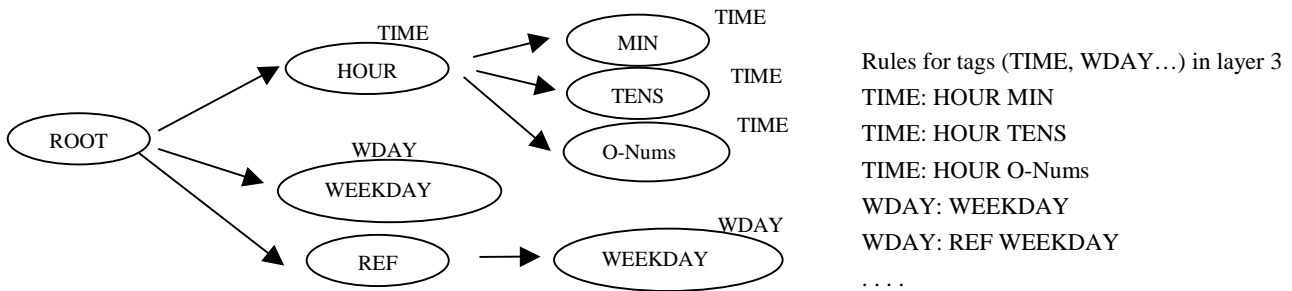 TIME
HOUR
TIME
MIN
TIME
TENS
TIME
O-Nums
ROOT
WDAY
WEEKDAY
REF
WDAY
WEEKDAY
Rules for tags (TIME, WDAY…) in layer 3
TIME: HOUR MIN
TIME: HOUR TENS
TIME: HOUR O-Nums
WDAY: WEEKDAY
WDAY: REF WEEKDAY
. . . .